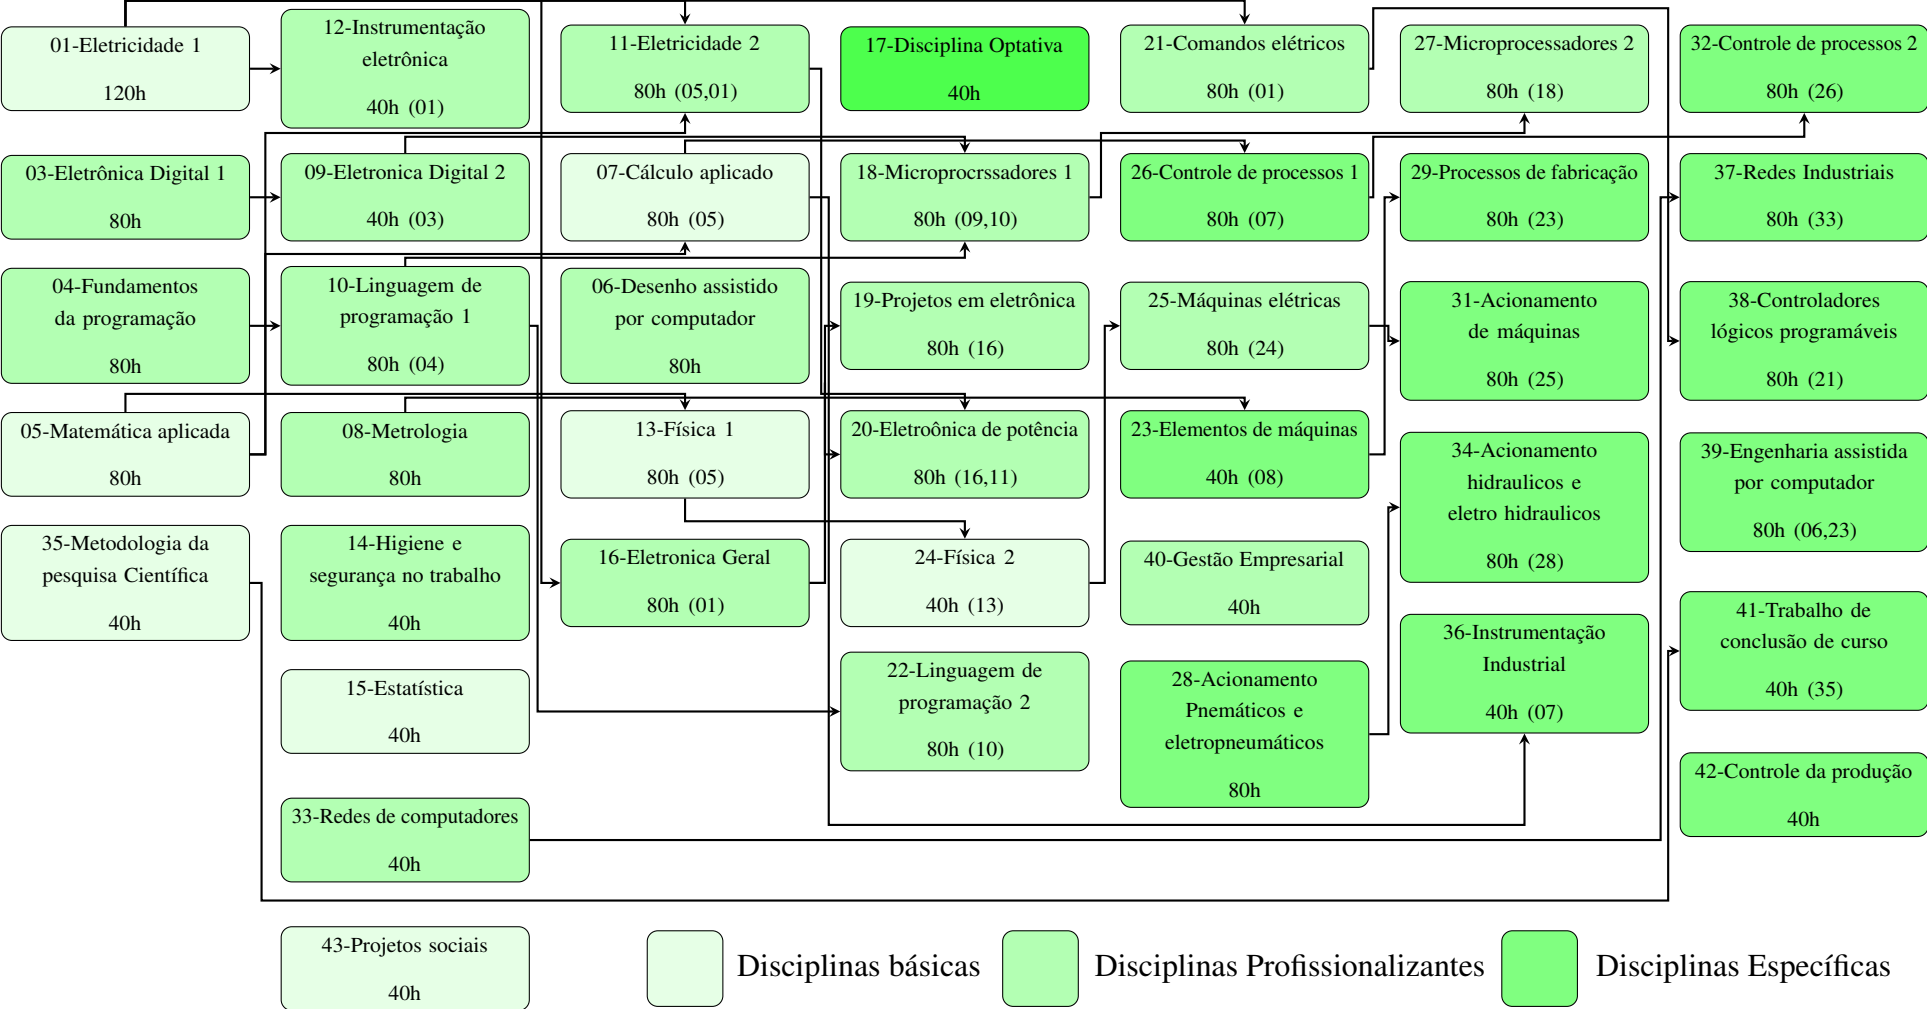 01-Eletricidade 1
120h
03-Eletrônica Digital 1
80h
04-Fundamentos
da programação
80h
05-Matemática aplicada
80h
35-Metodologia da
pesquisa Científica
40h
12-Instrumentação
eletrônica
40h (01)
09-Eletronica Digital 2
40h (03)
10-Linguagem de
programação 1
80h (04)
08-Metrologia
80h
14-Higiene e
segurança no trabalho
40h
15-Estatística
40h
33-Redes de computadores
40h
43-Projetos sociais
40h
11-Eletricidade 2
80h (05,01)
07-Cálculo aplicado
80h (05)
06-Desenho assistido
por computador
80h
13-Física 1
80h (05)
16-Eletronica Geral
80h (01)
17-Disciplina Optativa
40h
18-Microprocrssadores 1
80h (09,10)
19-Projetos em eletrônica
80h (16)
20-Eletroônica de potência
80h (16,11)
24-Física 2
40h (13)
22-Linguagem de
programação 2
80h (10)
21-Comandos elétricos
80h (01)
26-Controle de processos 1
80h (07)
25-Máquinas elétricas
80h (24)
23-Elementos de máquinas
40h (08)
40-Gestão Empresarial
40h
28-Acionamento
Pnemáticos e
eletropneumáticos
80h
27-Microprocessadores 2
80h (18)
29-Processos de fabricação
80h (23)
31-Acionamento
de máquinas
80h (25)
34-Acionamento
hidraulicos e
eletro hidraulicos
80h (28)
36-Instrumentação
Industrial
40h (07)
32-Controle de processos 2
80h (26)
37-Redes Industriais
80h (33)
38-Controladores
lógicos programáveis
80h (21)
39-Engenharia assistida
por computador
80h (06,23)
41-Trabalho de
conclusão de curso
40h (35)
42-Controle da produção
40h
Disciplinas básicas
Disciplinas Profissionalizantes
Disciplinas Específicas